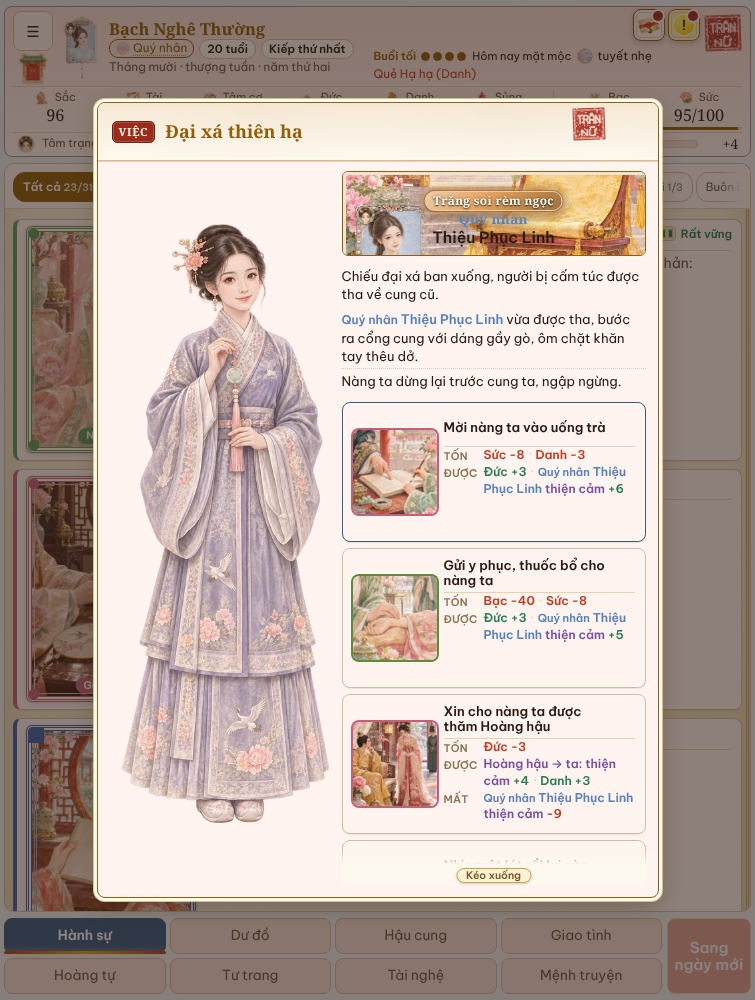 ☰
Bạch Nghê Thường
Quý nhân
20 tuổi
Kiếp thứ nhất
Tháng mười · thượng tuần · năm thứ hai
Buổi tối
Hôm nay mặt mộc
tuyết nhẹ
Quẻ Hạ hạ (Danh)
!
TRẦN NỮ
Sắc
Tài
Tâm cơ
Đức
Danh
Sủng
Bạc
Sức
96
95/100
Tâm trạng
+4
Tất cả 23/31
1/3
Buôn
Rất vững
VIỆC
Đại xá thiên hạ
TRẦN NỮ
Trăng soi rèm ngọc
Quý nhân
Thiệu Phục Linh
Chiếu đại xá ban xuống, người bị cấm túc được
tha về cung cũ.
Quý nhân Thiệu Phục Linh vừa được tha, bước
ra cổng cung với dáng gầy gò, ôm chặt khăn
tay thêu dở.
Nàng ta dừng lại trước cung ta, ngập ngừng.
Mời nàng ta vào uống trà
TỐN Sức -8 · Danh -3
ĐƯỢC Đức +3 · Quý nhân Thiệu
Phục Linh thiện cảm +6
Gửi y phục, thuốc bổ cho
nàng ta
TỐN Bạc -40 · Sức -8
ĐƯỢC Đức +3 · Quý nhân Thiệu
Phục Linh thiện cảm +5
Xin cho nàng ta được
thăm Hoàng hậu
TỐN Đức -3
ĐƯỢC Hoàng hậu → ta: thiện
cảm +4 · Danh +3
MẤT Quý nhân Thiệu Phục Linh
thiện cảm -9
Kéo xuống
Hành sự
Dư đồ
Hậu cung
Giao tình
Hoàng tự
Tư trang
Tài nghệ
Mệnh truyện
Sang
ngày mới